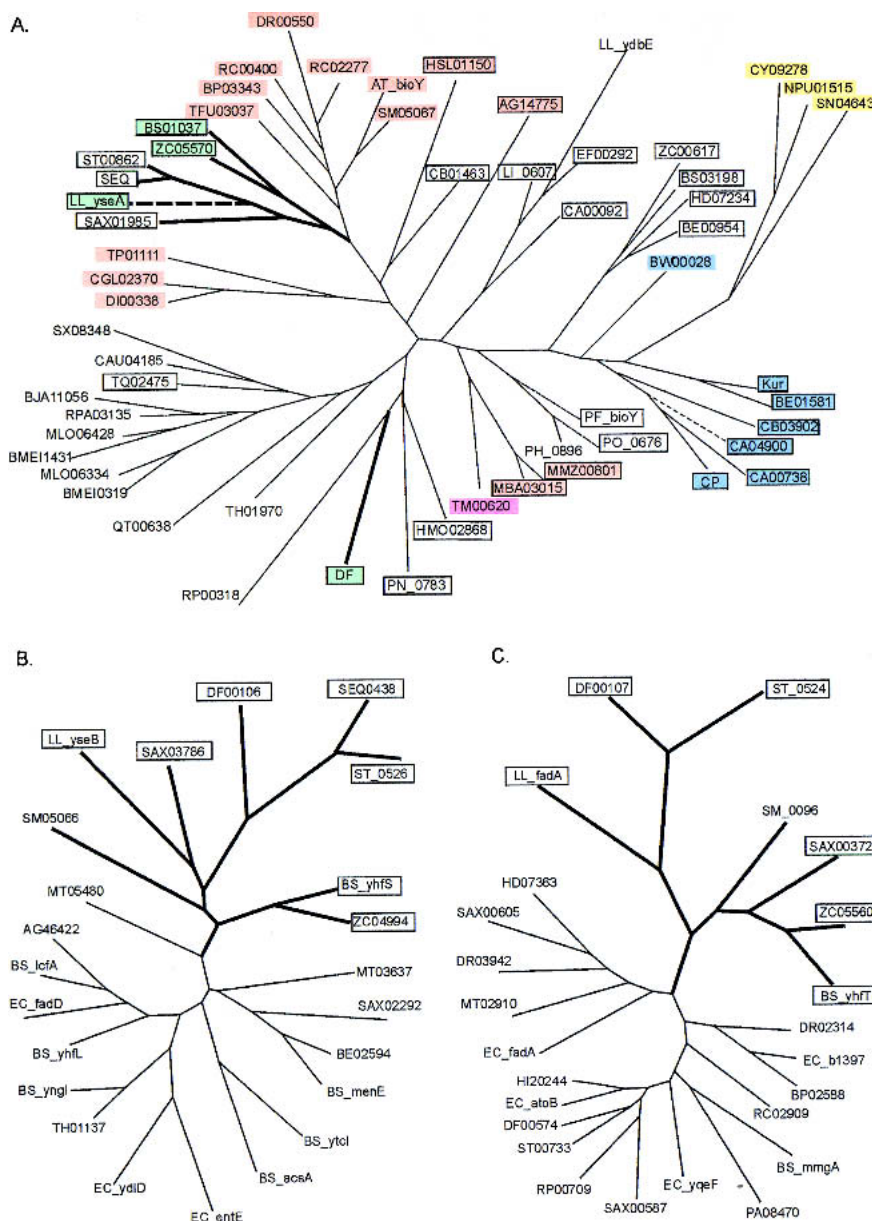 A.
DR00550
RC00400
RC02277
BP03343
AT_bioY
TFU03037
SM05067
HSL01150
LL_ydbE
CY09278
NPU01515
SN04643
AG14775
BS01037
ZC05570
ST00862
SEQ
LL_yseA
SAX01985
CB01463
LI_0607
EF00292
CA00092
ZC00617
BS03198
HD07234
BE00954
BW00028
TP01111
CGL02370
DI00338
SX08348
CAU04185
TQ02475
BJA11056
RPA03135
MLO06428
BMEI1431
MLO06334
BMEI0319
QT00638
TH01970
RP00318
DF
PN_0783
HMO02868
TM00620
MBA03015
MMZ00801
PH_0896
PO_0676
PF_bioY
Kur
BE01581
CB03902
CA04900
CA00738
CP
B.
DF00106
SEQ0438
LL_yseB
SAX03786
ST_0526
SM05066
MT05480
BS_yhfS
ZC04994
AG46422
BS_lcfA
EC_fadD
BS_yhfL
BS_yngI
TH01137
EC_ydiD
EC_entE
BS_acsA
BS_ytcI
BS_menE
BE02594
SAX02292
MT03637
C.
DF00107
ST_0524
LL_fadA
SM_0096
SAX00372
ZC05560
BS_yhfT
HD07363
SAX00605
DR03942
MT02910
EC_fadA
HI20244
EC_atoB
DF00574
ST00733
RP00709
SAX00587
EC_yqeF
PA08470
BS_mmgA
RC02909
BP02588
EC_b1397
DR02314